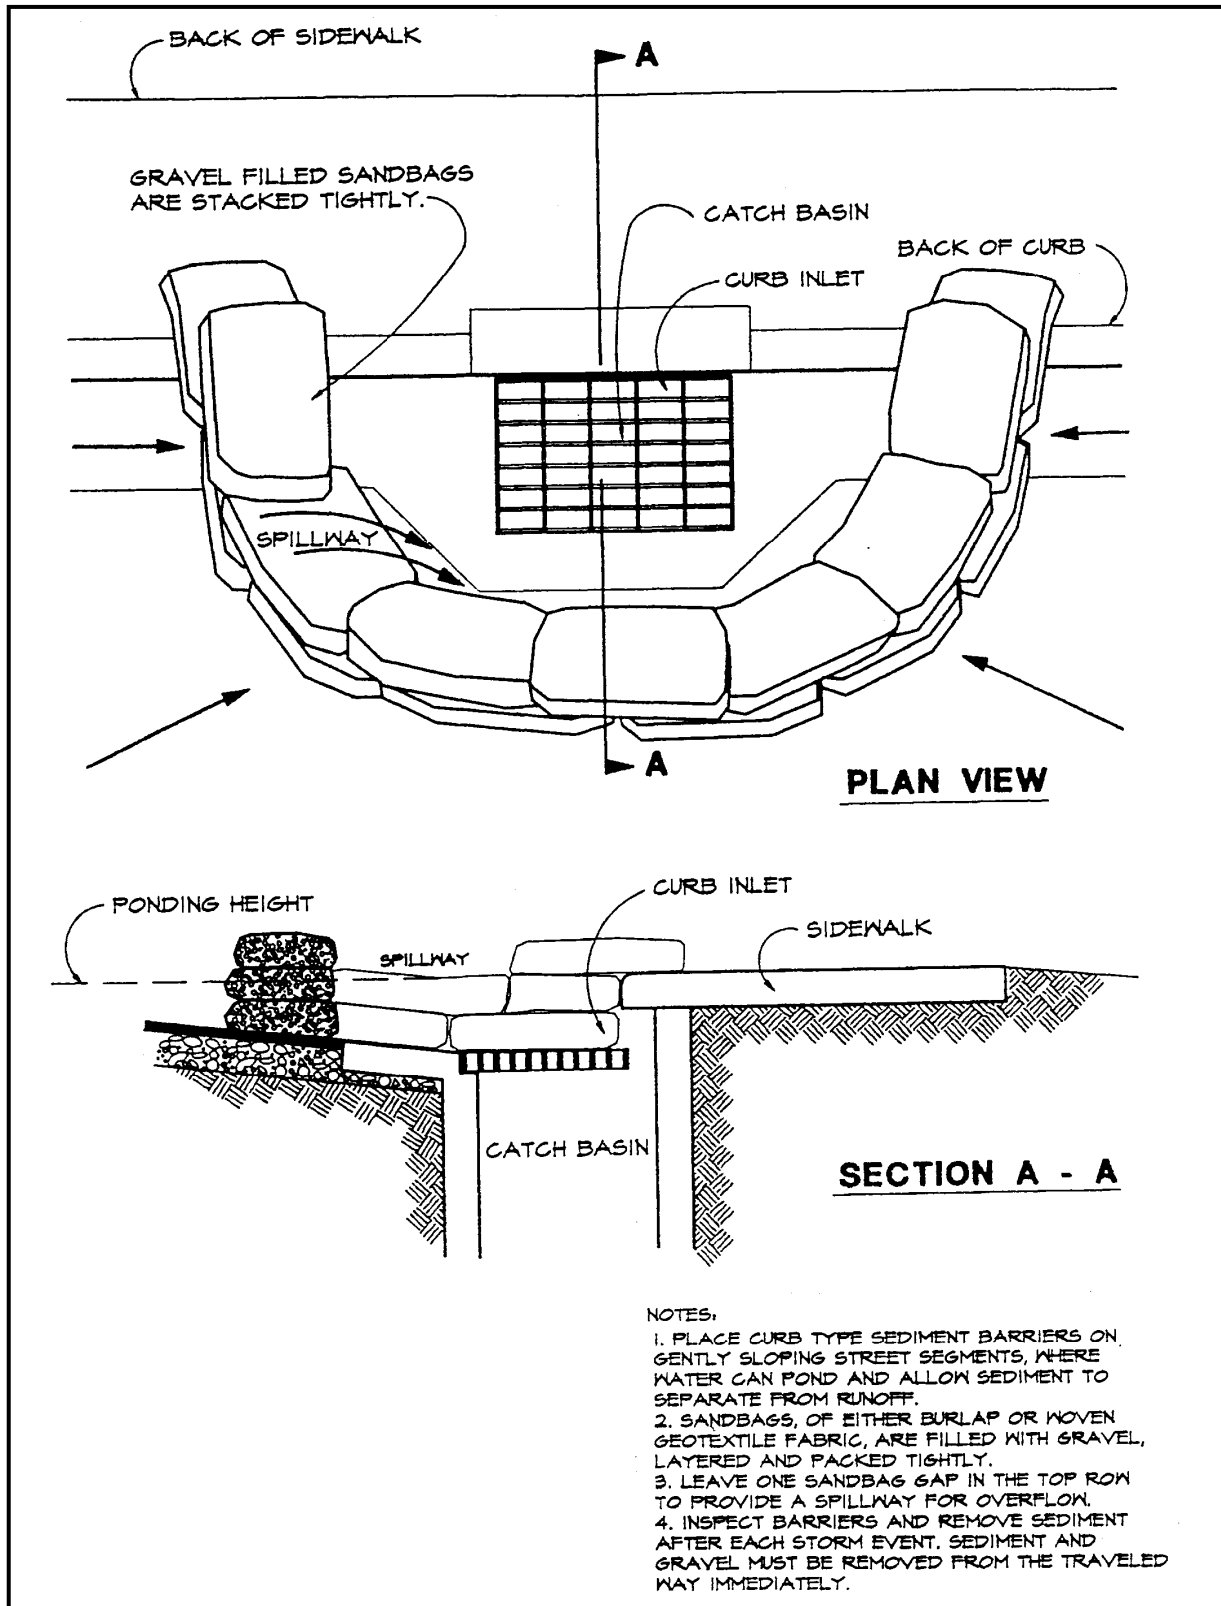 BACK OF SIDEWALK
A
GRAVEL FILLED SANDBAGS
ARE STACKED TIGHTLY.
CATCH BASIN
BACK OF CURB
CURB INLET
SPILLWAY
A
PLAN VIEW
PONDING HEIGHT
CURB INLET
SIDEWALK
SPILLWAY
CATCH BASIN
SECTION A - A
NOTES:
1. PLACE CURB TYPE SEDIMENT BARRIERS ON
GENTLY SLOPING STREET SEGMENTS, WHERE
WATER CAN POND AND ALLOW SEDIMENT TO
SEPARATE FROM RUNOFF.
2. SANDBAGS, OF EITHER BURLAP OR WOVEN
GEOTEXTILE FABRIC, ARE FILLED WITH GRAVEL,
LAYERED AND PACKED TIGHTLY.
3. LEAVE ONE SANDBAG GAP IN THE TOP ROW
TO PROVIDE A SPILLWAY FOR OVERFLOW.
4. INSPECT BARRIERS AND REMOVE SEDIMENT
AFTER EACH STORM EVENT. SEDIMENT AND
GRAVEL MUST BE REMOVED FROM THE TRAVELED
WAY IMMEDIATELY.